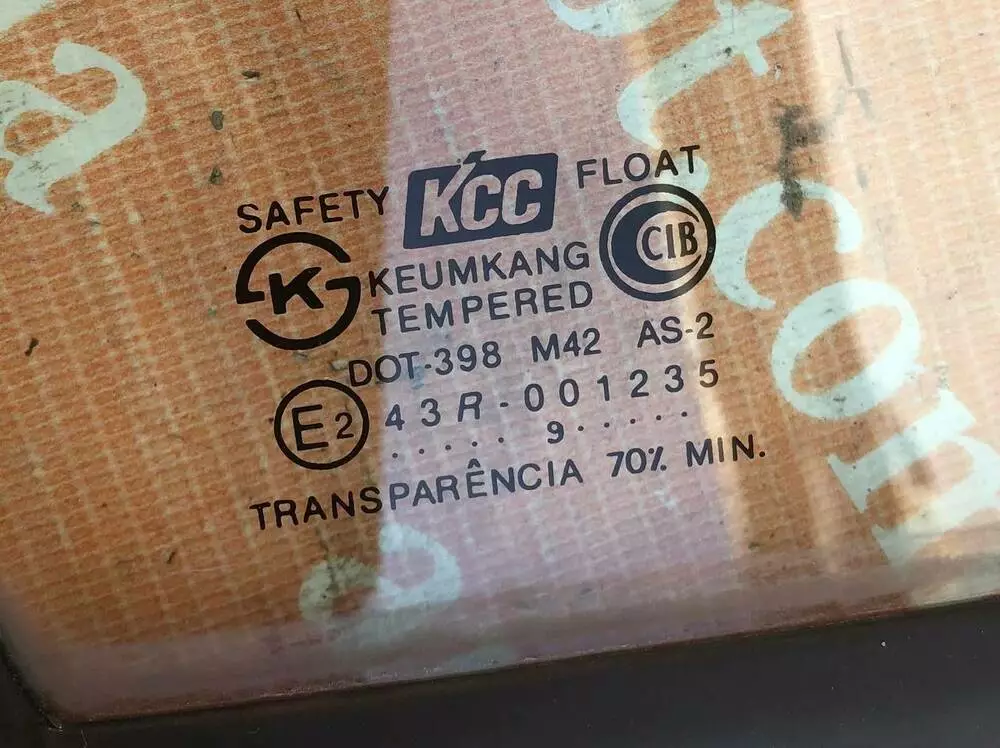 SAFETY KCC FLOAT
K KEUMKANG CIB
TEMPERED
DOT-398 M42 AS-2
E2 43R-001235
..... 9.....
TRANSPARÊNCIA 70% MIN.